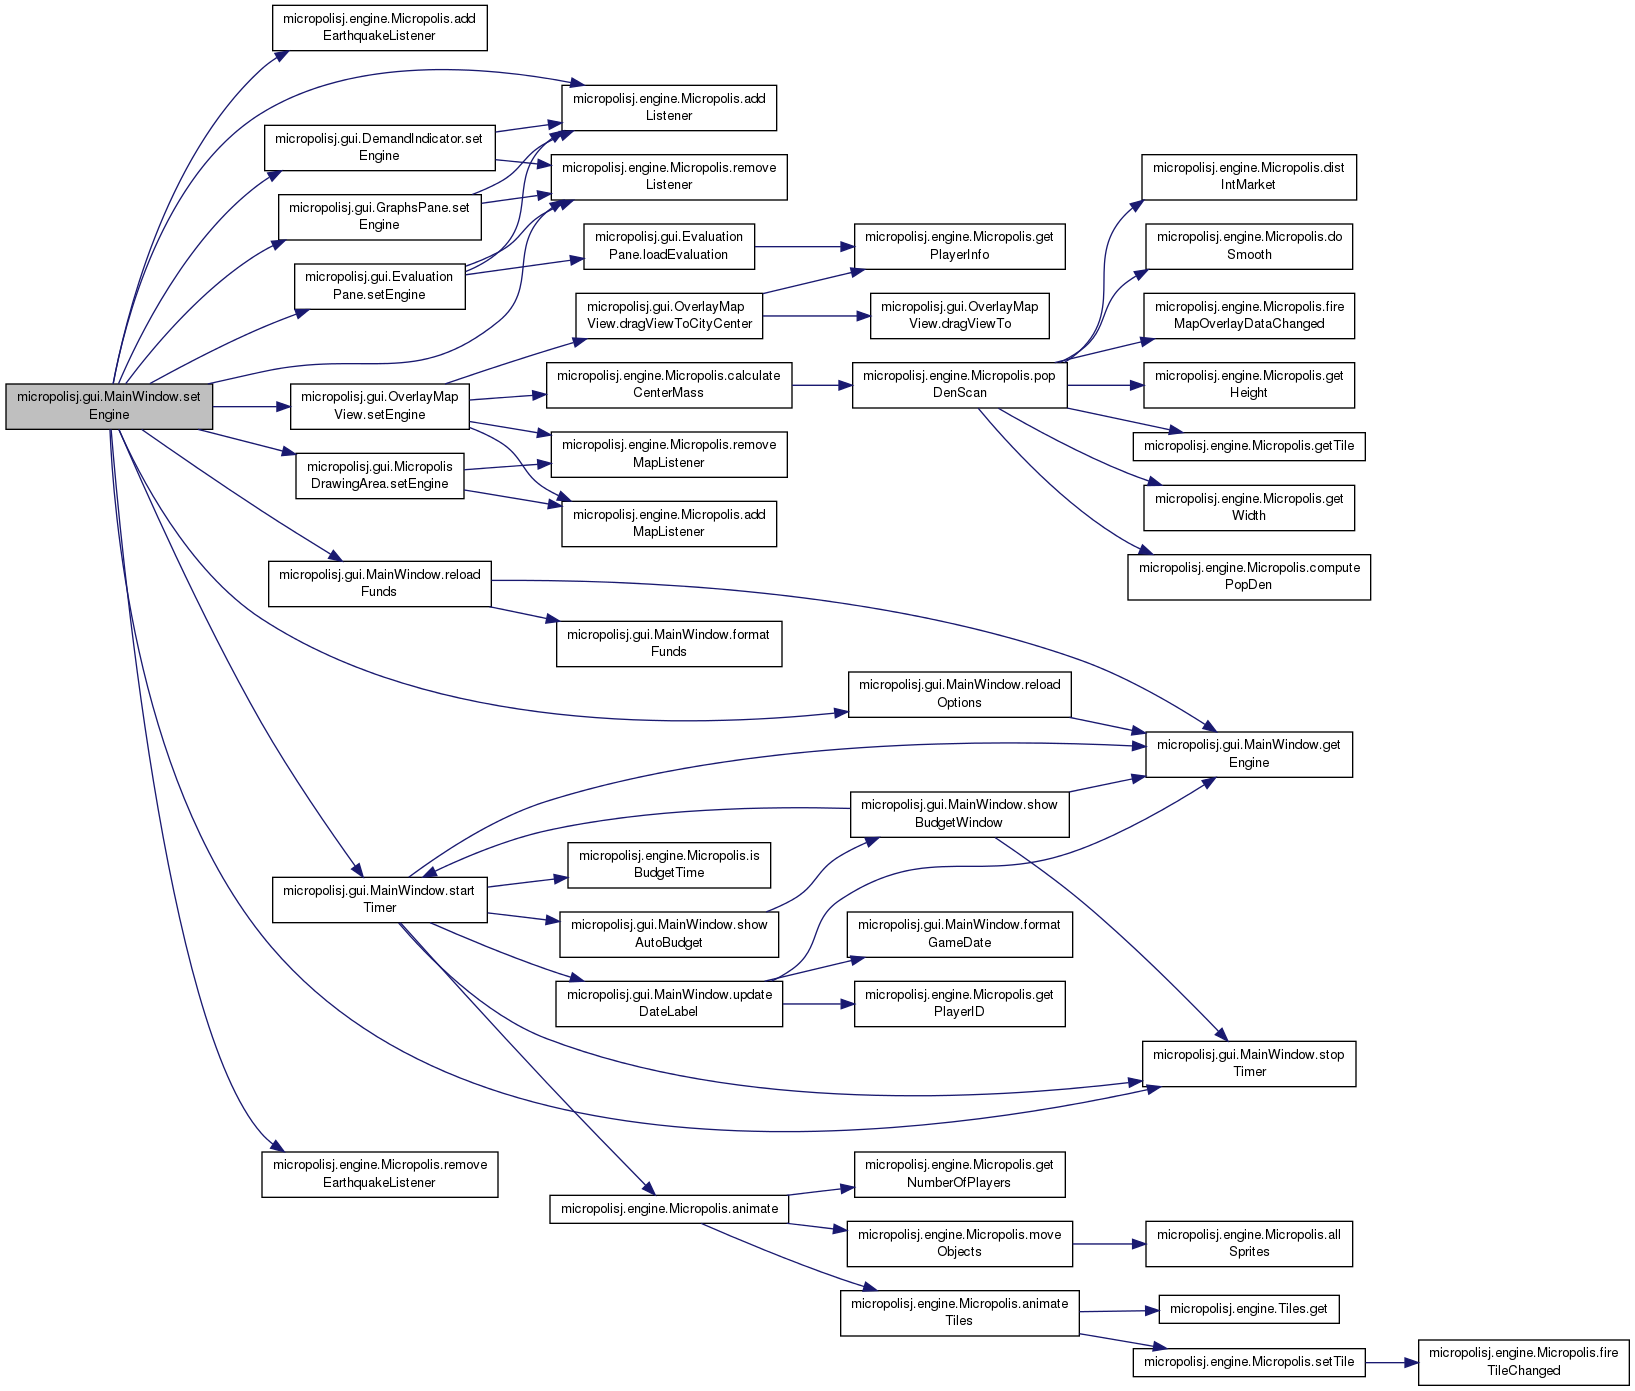 micropolisj.gui.MainWindow.set
Engine
micropolisj.engine.Micropolis.add
EarthquakeListener
micropolisj.gui.DemandIndicator.set
Engine
micropolisj.gui.GraphsPane.set
Engine
micropolisj.gui.Evaluation
Pane.setEngine
micropolisj.gui.OverlayMap
View.setEngine
micropolisj.gui.Micropolis
DrawingArea.setEngine
micropolisj.gui.MainWindow.reload
Funds
micropolisj.gui.MainWindow.start
Timer
micropolisj.engine.Micropolis.remove
EarthquakeListener
micropolisj.engine.Micropolis.add
Listener
micropolisj.engine.Micropolis.remove
Listener
micropolisj.gui.Evaluation
Pane.loadEvaluation
micropolisj.gui.OverlayMap
View.dragViewToCityCenter
micropolisj.engine.Micropolis.calculate
CenterMass
micropolisj.engine.Micropolis.remove
MapListener
micropolisj.engine.Micropolis.add
MapListener
micropolisj.gui.MainWindow.format
Funds
micropolisj.engine.Micropolis.is
BudgetTime
micropolisj.gui.MainWindow.show
AutoBudget
micropolisj.gui.MainWindow.update
DateLabel
micropolisj.engine.Micropolis.animate
micropolisj.engine.Micropolis.get
PlayerInfo
micropolisj.gui.OverlayMap
View.dragViewTo
micropolisj.engine.Micropolis.pop
DenScan
micropolisj.gui.MainWindow.reload
Options
micropolisj.gui.MainWindow.show
BudgetWindow
micropolisj.gui.MainWindow.format
GameDate
micropolisj.engine.Micropolis.get
PlayerID
micropolisj.engine.Micropolis.get
NumberOfPlayers
micropolisj.engine.Micropolis.move
Objects
micropolisj.engine.Micropolis.animate
Tiles
micropolisj.engine.Micropolis.dist
IntMarket
micropolisj.engine.Micropolis.do
Smooth
micropolisj.engine.Micropolis.fire
MapOverlayDataChanged
micropolisj.engine.Micropolis.get
Height
micropolisj.engine.Micropolis.getTile
micropolisj.engine.Micropolis.get
Width
micropolisj.engine.Micropolis.compute
PopDen
micropolisj.gui.MainWindow.get
Engine
micropolisj.gui.MainWindow.stop
Timer
micropolisj.engine.Micropolis.all
Sprites
micropolisj.engine.Tiles.get
micropolisj.engine.Micropolis.setTile
micropolisj.engine.Micropolis.fire
TileChanged